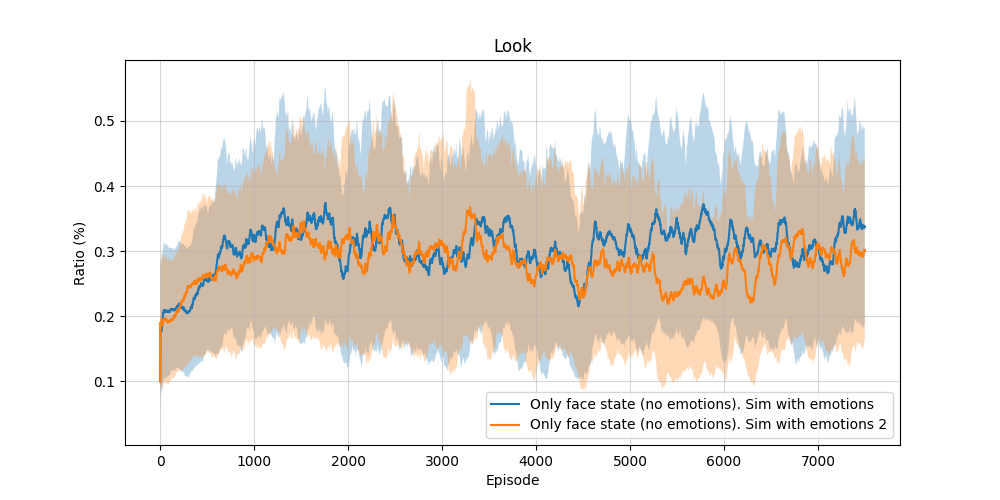 Look
Ratio (%)
0.5
0.4
0.3
0.2
0.1
0 1000 2000 3000 4000 5000 6000 7000
Episode
Only face state (no emotions). Sim with emotions
Only face state (no emotions). Sim with emotions 2